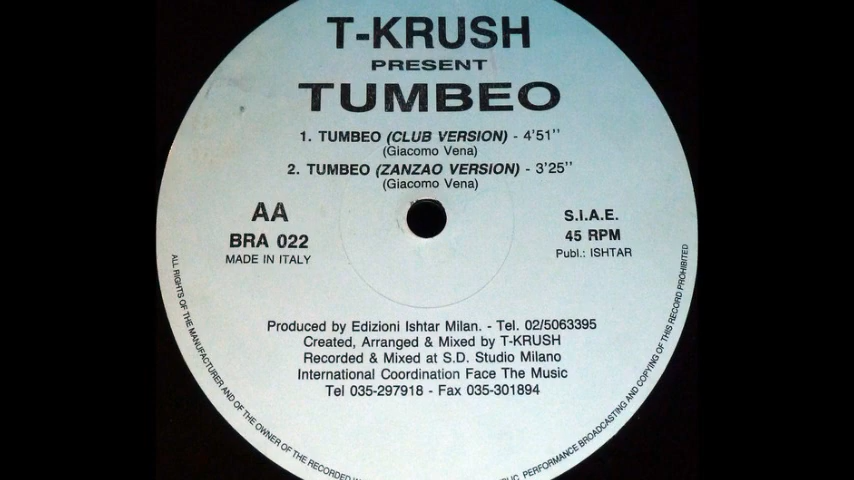 T-KRUSH
PRESENT
TUMBEO
1. TUMBEO (CLUB VERSION) - 4'51''
(Giacomo Vena)
2. TUMBEO (ZANZAO VERSION) - 3'25''
(Giacomo Vena)
AA
BRA 022
MADE IN ITALY
S.I.A.E.
45 RPM
Publ.: ISHTAR
Produced by Edizioni Ishtar Milan. - Tel. 02/5063395
Created, Arranged & Mixed by T-KRUSH
Recorded & Mixed at S.D. Studio Milano
International Coordination Face The Music
Tel 035-297918 - Fax 035-301894
ALL RIGHTS OF THE MANUFACTURER AND OF THE OWNER OF THE RECORDED
PERFORMANCE BROADCASTING AND COPYING OF THIS RECORD PROHIBITED